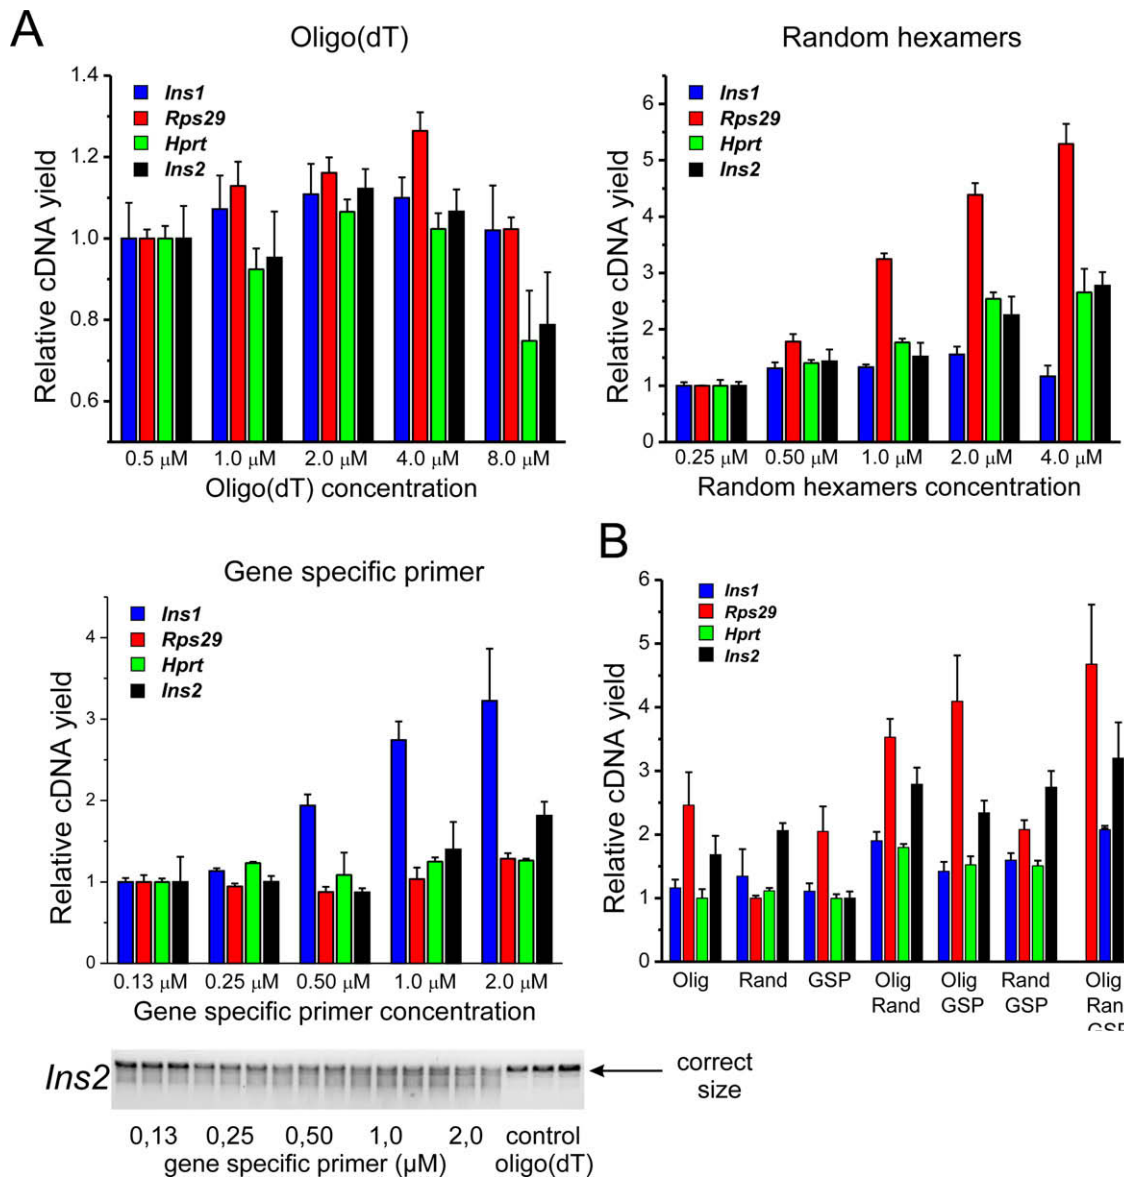 A
Oligo(dT)
Relative cDNA yield
1.4
1.2
1.0
0.8
0.6
Ins1
Rps29
Hprt
Ins2
0.5 µM 1.0 µM 2.0 µM 4.0 µM 8.0 µM
Oligo(dT) concentration
Random hexamers
Relative cDNA yield
6
5
4
3
2
1
0
Ins1
Rps29
Hprt
Ins2
0.25 µM 0.50 µM 1.0 µM 2.0 µM 4.0 µM
Random hexamers concentration
Gene specific primer
Relative cDNA yield
4
3
2
1
0
Ins1
Rps29
Hprt
Ins2
0.13 µM 0.25 µM 0.50 µM 1.0 µM 2.0 µM
Gene specific primer concentration
Ins2
correct
size
0,13 0,25 0,50 1,0 2,0 control
gene specific primer (µM) oligo(dT)
B
Relative cDNA yield
6
5
4
3
2
1
0
Ins1
Rps29
Hprt
Ins2
Olig Rand GSP Olig Olig Rand Olig
Rand GSP GSP Ran
GSP